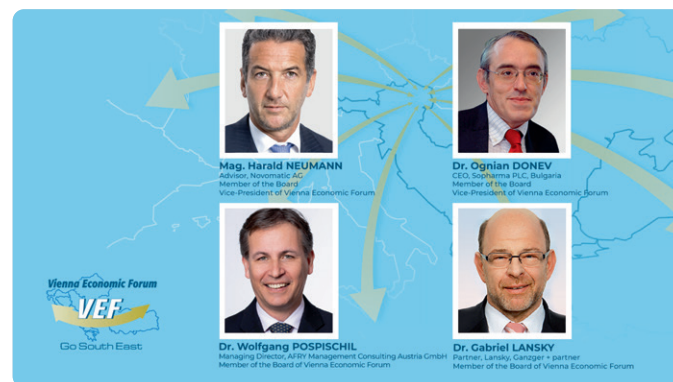 Mag. Harald NEUMANN
Advisor, Novomatic AG
Member of the Board
Vice-President of Vienna Economic Forum
Dr. Ognian DONEV
CEO, Sopharma PLC, Bulgaria
Member of the Board
Vice-President of Vienna Economic Forum
Vienna Economic Forum
VEF
Go South East
Dr. Wolfgang POSPISCHIL
Managing Director, AFRY Management Consulting Austria GmbH
Member of the Board of Vienna Economic Forum
Dr. Gabriel LANSKY
Partner, Lansky, Ganzger + partner
Member of the Board of Vienna Economic Forum